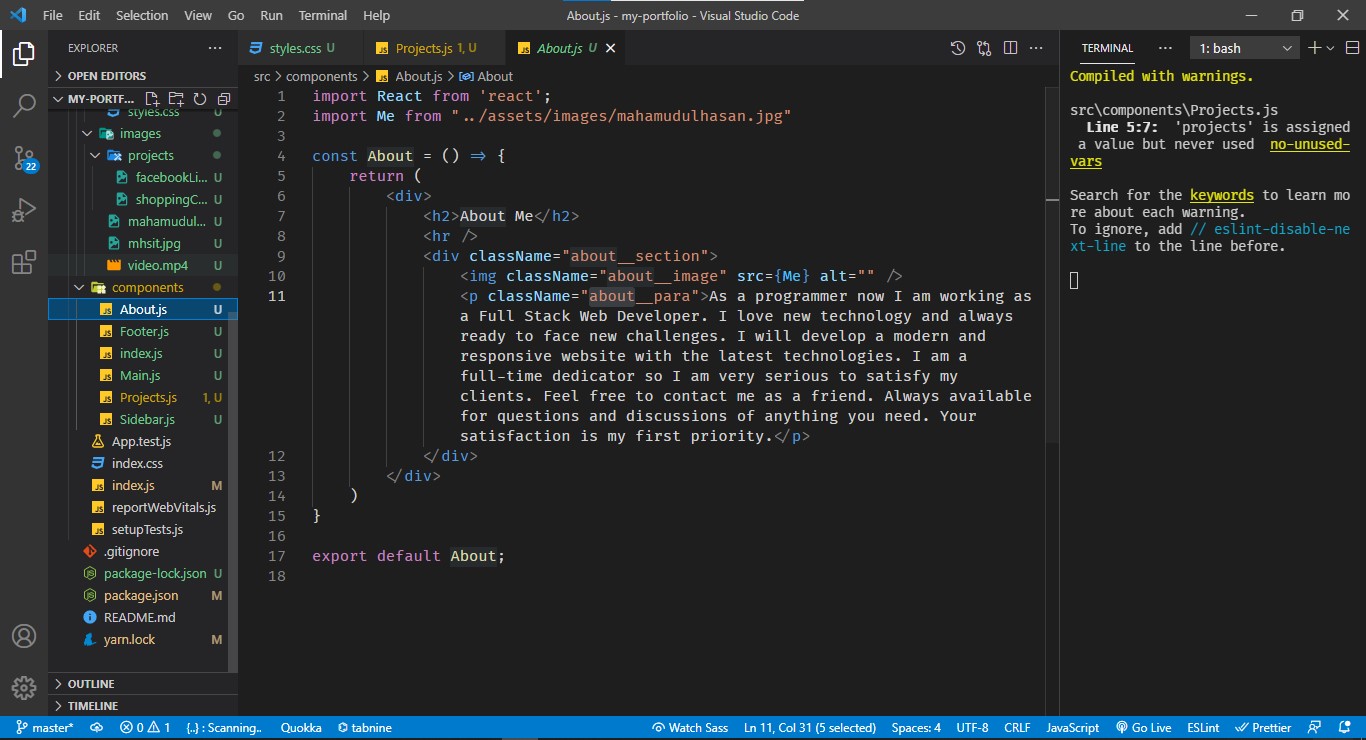 File Edit Selection View Go Run Terminal Help About.js - my-portfolio - Visual Studio Code
EXPLORER ···
OPEN EDITORS
MY-PORTF...
styles.css U
images
projects
facebookLi... U
shoppingC... U
mahamudul... U
mhsit.jpg U
video.mp4 U
components
About.js U
Footer.js U
index.js U
Main.js U
Projects.js 1, U
Sidebar.js U
App.test.js
index.css
index.js M
reportWebVitals.js
setupTests.js
.gitignore
package-lock.json U
package.json M
README.md
yarn.lock M
OUTLINE
TIMELINE
22
styles.css U Projects.js 1, U About.js U
src > components > About.js > About
1 import React from 'react';
2 import Me from "../assets/images/mahamudulhasan.jpg"
3
4 const About = () => {
5 return (
6 <div>
7 <h2>About Me</h2>
8 <hr />
9 <div className="about__section">
10 <img className="about__image" src={Me} alt="" />
11 <p className="about__para">As a programmer now I am working as
a Full Stack Web Developer. I love new technology and always
ready to face new challenges. I will develop a modern and
responsive website with the latest technologies. I am a
full-time dedicator so I am very serious to satisfy my
clients. Feel free to contact me as a friend. Always available
for questions and discussions of anything you need. Your
satisfaction is my first priority.</p>
12 </div>
13 </div>
14 )
15 }
16
17 export default About;
18
TERMINAL ··· 1: bash
Compiled with warnings.
src\components\Projects.js
Line 5:7: 'projects' is assigned
a value but never used no-unused-
vars
Search for the keywords to learn mo
re about each warning.
To ignore, add // eslint-disable-ne
xt-line to the line before.
master* 0 1 {..} : Scanning.. Quokka tabnine Watch Sass Ln 11, Col 31 (5 selected) Spaces: 4 UTF-8 CRLF JavaScript Go Live ESLint Prettier